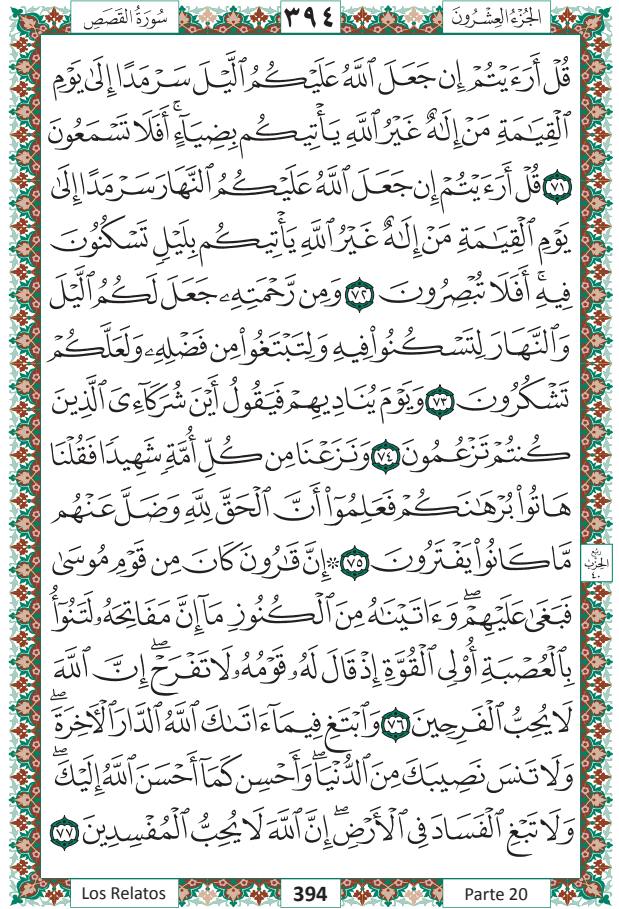 سُورَةُ القَصَصِ ٣٩٤ الجُزْءُ العِشْرُونَ
قُلْ أَرَءَيْتُمْ إِن جَعَلَ ٱللَّهُ عَلَيْكُمُ ٱلَّيْلَ سَرْمَدًا إِلَىٰ يَوْمِ
ٱلْقِيَـٰمَةِ مَنْ إِلَـٰهٌ غَيْرُ ٱللَّهِ يَأْتِيكُم بِضِيَآءٍ ۖ أَفَلَا تَسْمَعُونَ
٧١ قُلْ أَرَءَيْتُمْ إِن جَعَلَ ٱللَّهُ عَلَيْكُمُ ٱلنَّهَارَ سَرْمَدًا إِلَىٰ
يَوْمِ ٱلْقِيَـٰمَةِ مَنْ إِلَـٰهٌ غَيْرُ ٱللَّهِ يَأْتِيكُم بِلَيْلٍ تَسْكُنُونَ
فِيهِ ۖ أَفَلَا تُبْصِرُونَ ٧٢ وَمِن رَّحْمَتِهِۦ جَعَلَ لَكُمُ ٱلَّيْلَ
وَٱلنَّهَارَ لِتَسْكُنُوا۟ فِيهِ وَلِتَبْتَغُوا۟ مِن فَضْلِهِۦ وَلَعَلَّكُمْ
تَشْكُرُونَ ٧٣ وَيَوْمَ يُنَادِيهِمْ فَيَقُولُ أَيْنَ شُرَكَآءِىَ ٱلَّذِينَ
كُنتُمْ تَزْعُمُونَ ٧٤ وَنَزَعْنَا مِن كُلِّ أُمَّةٍ شَهِيدًا فَقُلْنَا
هَاتُوا۟ بُرْهَـٰنَكُمْ فَعَلِمُوٓا۟ أَنَّ ٱلْحَقَّ لِلَّهِ وَضَلَّ عَنْهُم
مَّا كَانُوا۟ يَفْتَرُونَ ٧٥ ۞ إِنَّ قَـٰرُونَ كَانَ مِن قَوْمِ مُوسَىٰ
ربع الحزب ٤٠
فَبَغَىٰ عَلَيْهِمْ ۖ وَءَاتَيْنَـٰهُ مِنَ ٱلْكُنُوزِ مَآ إِنَّ مَفَاتِحَهُۥ لَتَنُوٓأُ
بِٱلْعُصْبَةِ أُو۟لِى ٱلْقُوَّةِ إِذْ قَالَ لَهُۥ قَوْمُهُۥ لَا تَفْرَحْ ۖ إِنَّ ٱللَّهَ
لَا يُحِبُّ ٱلْفَرِحِينَ ٧٦ وَٱبْتَغِ فِيمَآ ءَاتَىٰكَ ٱللَّهُ ٱلدَّارَ ٱلْـَٔاخِرَةَ ۖ
وَلَا تَنسَ نَصِيبَكَ مِنَ ٱلدُّنْيَا ۖ وَأَحْسِن كَمَآ أَحْسَنَ ٱللَّهُ إِلَيْكَ ۖ
وَلَا تَبْغِ ٱلْفَسَادَ فِى ٱلْأَرْضِ ۖ إِنَّ ٱللَّهَ لَا يُحِبُّ ٱلْمُفْسِدِينَ ٧٧
Los Relatos 394 Parte 20